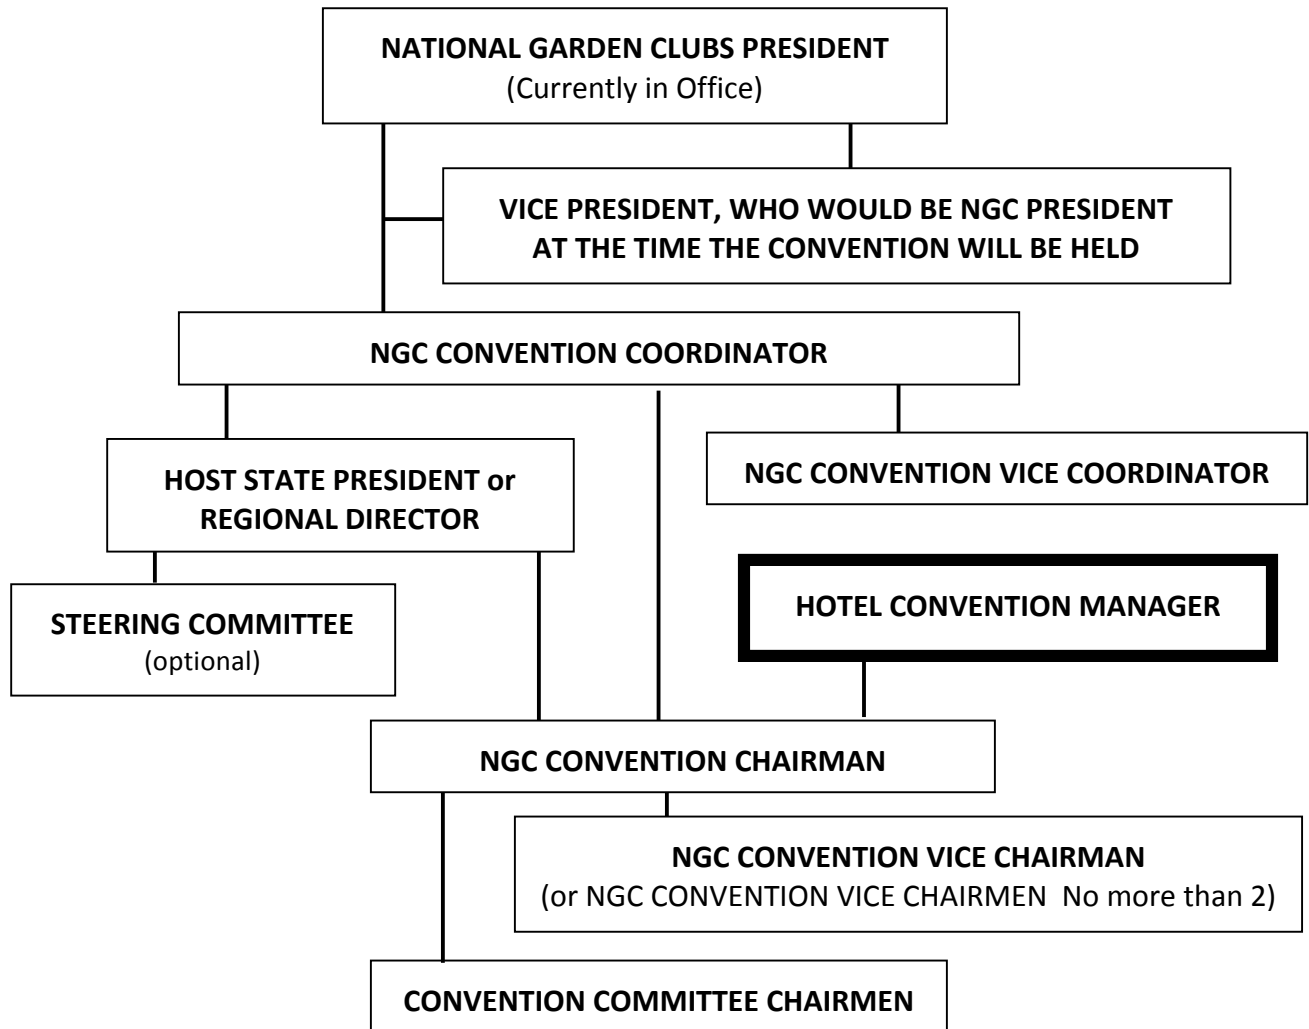 NATIONAL GARDEN CLUBS PRESIDENT
(Currently in Office)
VICE PRESIDENT, WHO WOULD BE NGC PRESIDENT
AT THE TIME THE CONVENTION WILL BE HELD
NGC CONVENTION COORDINATOR
HOST STATE PRESIDENT or
REGIONAL DIRECTOR
NGC CONVENTION VICE COORDINATOR
STEERING COMMITTEE
(optional)
HOTEL CONVENTION MANAGER
NGC CONVENTION CHAIRMAN
NGC CONVENTION VICE CHAIRMAN
(or NGC CONVENTION VICE CHAIRMEN  No more than 2)
CONVENTION COMMITTEE CHAIRMEN